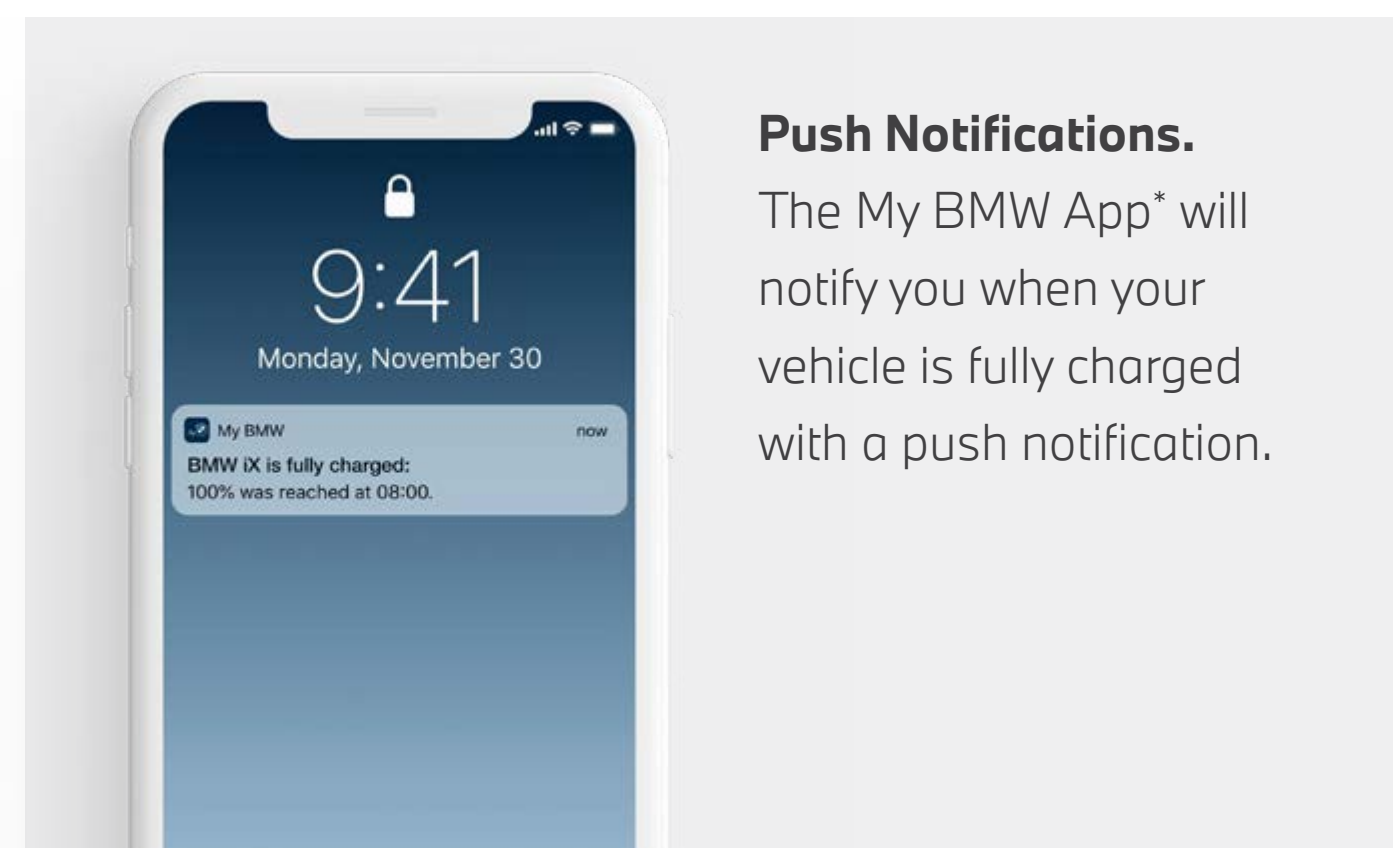 9:41
Monday, November 30
My BMW now
BMW iX is fully charged:
100% was reached at 08:00.
Push Notifications.
The My BMW App* will
notify you when your
vehicle is fully charged
with a push notification.